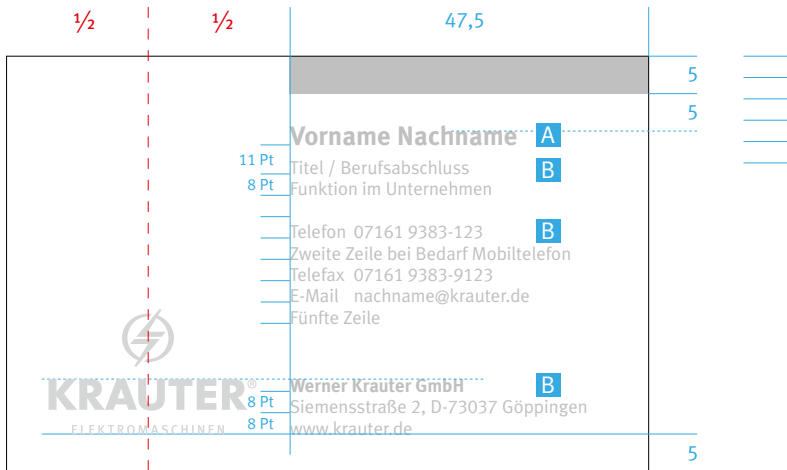 ½ ½ 47,5
5
5
Vorname Nachname A
11 Pt
Titel / Berufsabschluss B
8 Pt
Funktion im Unternehmen
Telefon 07161 9383-123 B
Zweite Zeile bei Bedarf Mobiltelefon
Telefax 07161 9383-9123
E-Mail nachname@krauter.de
Fünfte Zeile
KRAUTER®
ELEKTROMASCHINEN
Werner Krauter GmbH B
8 Pt
Siemensstraße 2, D-73037 Göppingen
8 Pt
www.krauter.de
5